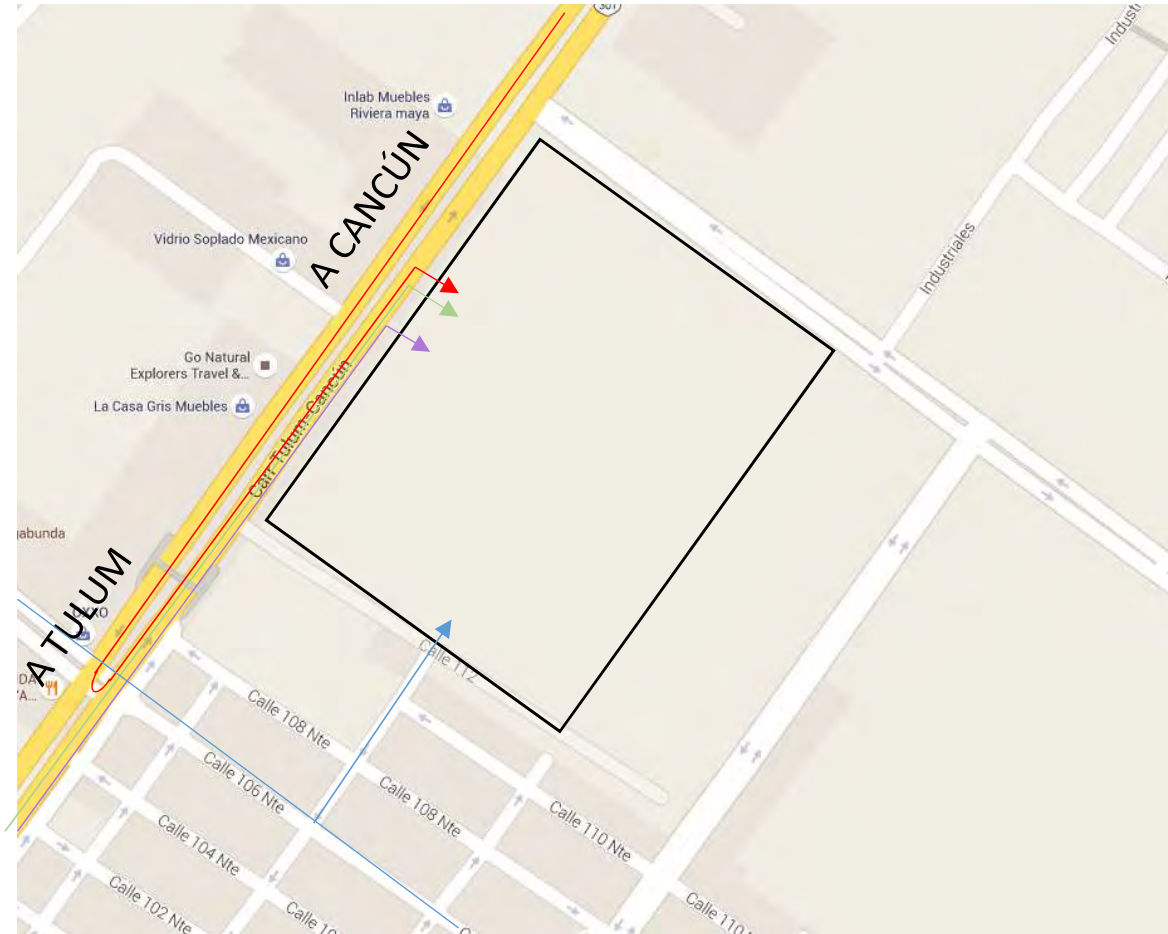 307
Inlab Muebles
Riviera maya
Industriales
A CANCÚN
Vidrio Soplado Mexicano
Go Natural
Explorers Travel &...
La Casa Gris Muebles
Carr Tulum-Cancún
A TULUM
OXXO
Calle 112
Calle 108 Nte
Calle 106 Nte
Calle 108 Nte
Calle 110 Nte
Calle 104 Nte
Calle 102 Nte
Calle 110